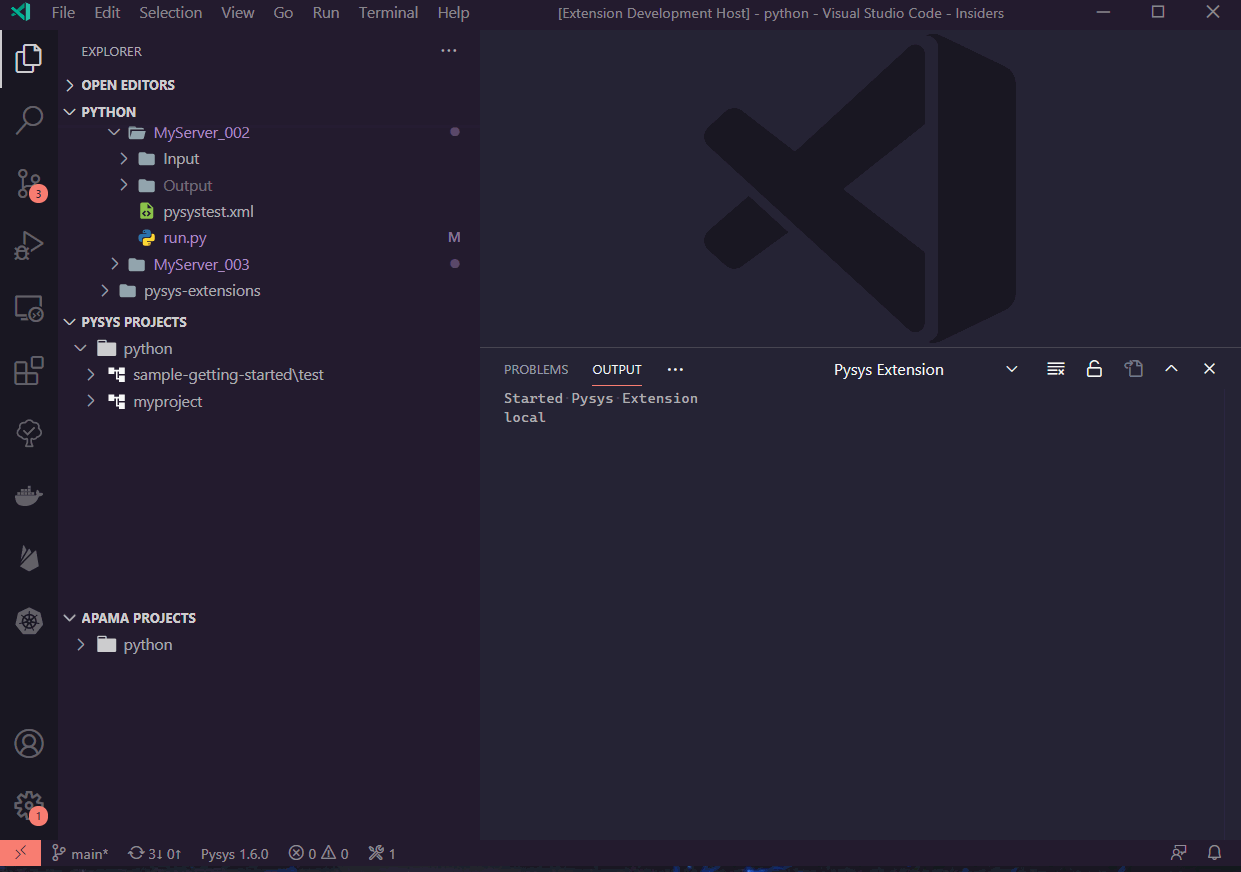 File Edit Selection View Go Run Terminal Help [Extension Development Host] - python - Visual Studio Code - Insiders
EXPLORER
OPEN EDITORS
PYTHON
MyServer_002
Input
Output
pysystest.xml
run.py M
MyServer_003
pysys-extensions
PYSYS PROJECTS
python
sample-getting-started\test
myproject
APAMA PROJECTS
python
3
1
PROBLEMS OUTPUT ··· Pysys Extension
Started·Pysys·Extension
local
main* 3↓ 0↑ Pysys 1.6.0 0 0 1